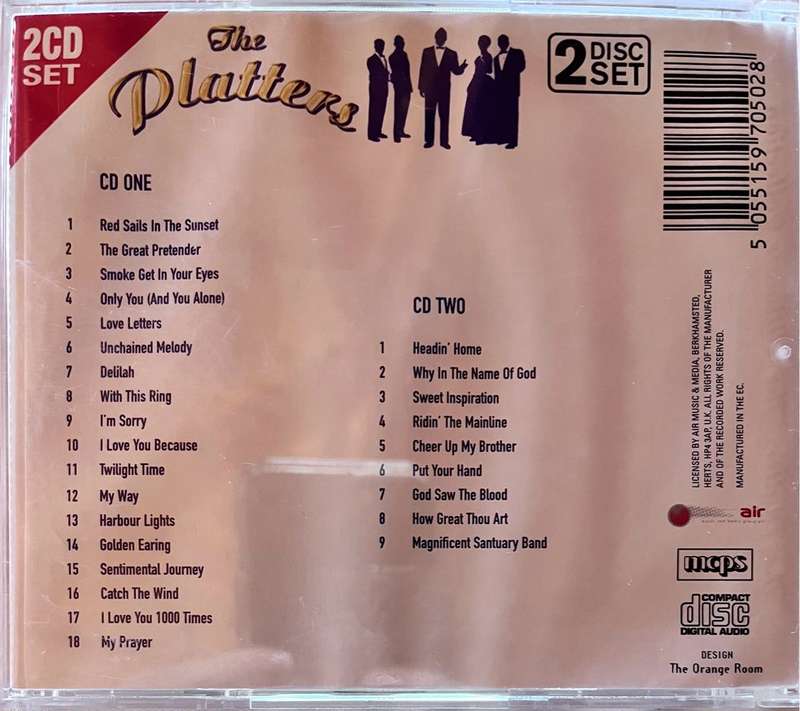 2CD
SET
The
Platters
2 DISC
SET
5 055159 705028
CD ONE
1 Red Sails In The Sunset
2 The Great Pretender
3 Smoke Get In Your Eyes
4 Only You (And You Alone)
5 Love Letters
6 Unchained Melody
7 Delilah
8 With This Ring
9 I'm Sorry
10 I Love You Because
11 Twilight Time
12 My Way
13 Harbour Lights
14 Golden Earing
15 Sentimental Journey
16 Catch The Wind
17 I Love You 1000 Times
18 My Prayer
CD TWO
1 Headin' Home
2 Why In The Name Of God
3 Sweet Inspiration
4 Ridin' The Mainline
5 Cheer Up My Brother
6 Put Your Hand
7 God Saw The Blood
8 How Great Thou Art
9 Magnificent Santuary Band
LICENSED BY AIR MUSIC & MEDIA, BERKHAMSTED,
HERTS, HP4 3AP, U.K. ALL RIGHTS OF THE MANUFACTURER
AND OF THE RECORDED WORK RESERVED.
MANUFACTURED IN THE EC.
air
mcps
COMPACT
disc
DIGITAL AUDIO
DESIGN
The Orange Room